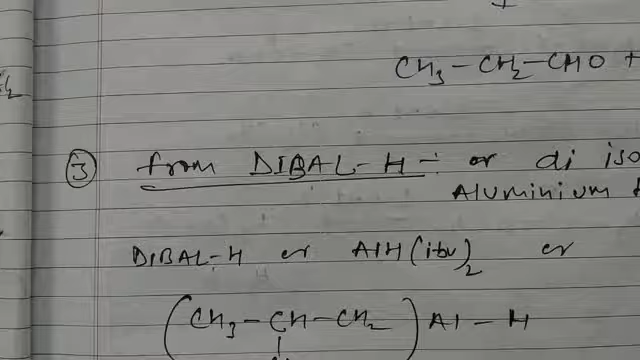 CH3-CH2-CHO +
③ from DIBAL-H :- or di iso
Aluminium
DIBAL-H or AlH(ibu)2 or
(CH3-CH-CH2)Al-H